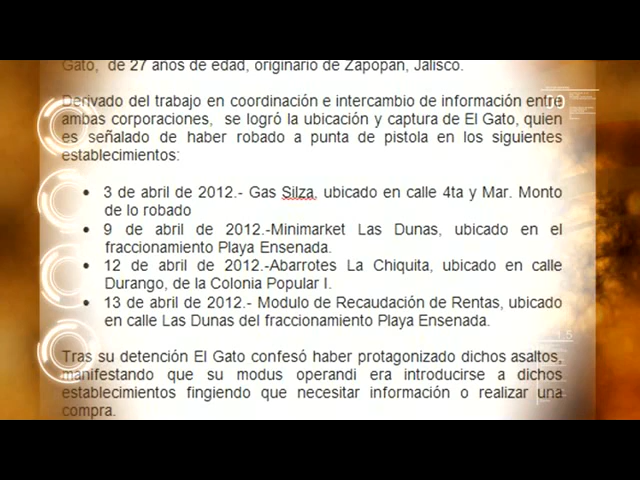 Gato, de 27 años de edad, originario de Zapopan, Jalisco.
Derivado del trabajo en coordinación e intercambio de información entre
ambas corporaciones, se logró la ubicación y captura de El Gato, quien
es señalado de haber robado a punta de pistola en los siguientes
establecimientos:
• 3 de abril de 2012.- Gas Silza, ubicado en calle 4ta y Mar. Monto
de lo robado
• 9 de abril de 2012.-Minimarket Las Dunas, ubicado en el
fraccionamiento Playa Ensenada.
• 12 de abril de 2012.-Abarrotes La Chiquita, ubicado en calle
Durango, de la Colonia Popular I.
• 13 de abril de 2012.- Modulo de Recaudación de Rentas, ubicado
en calle Las Dunas del fraccionamiento Playa Ensenada.
Tras su detención El Gato confesó haber protagonizado dichos asaltos,
manifestando que su modus operandi era introducirse a dichos
establecimientos fingiendo que necesitar información o realizar una
compra.